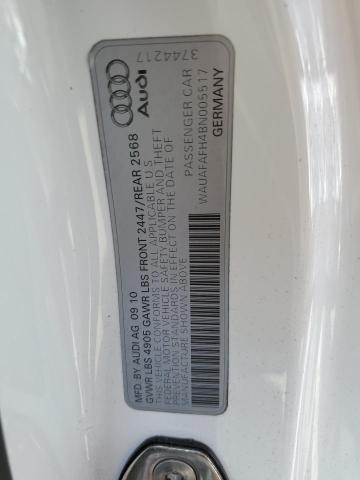 Audi
3744217
MFD. BY AUDI AG 09 10
GVWR LBS 4905 GAWR LBS FRONT 2447/REAR 2568
THIS VEHICLE CONFORMS TO ALL APPLICABLE U S
FEDERAL MOTOR VEHICLE SAFETY BUMPER AND THEFT
PREVENTION STANDARDS IN EFFECT ON THE DATE OF
MANUFACTURE SHOWN ABOVE
PASSENGER CAR
WAUAFAFH4BN005517
GERMANY